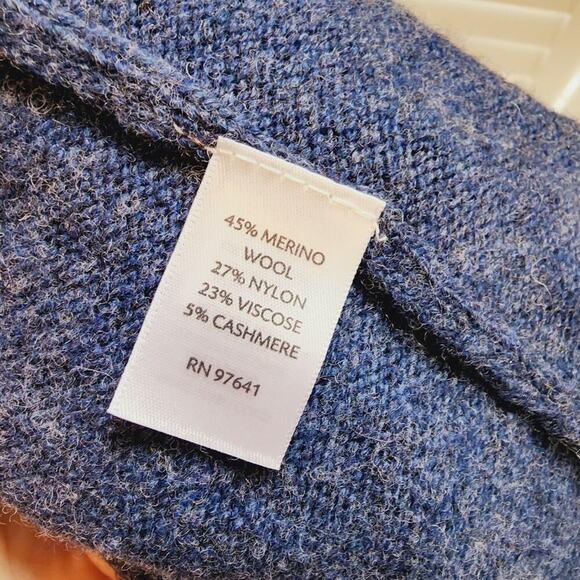 45% MERINO
WOOL
27% NYLON
23% VISCOSE
5% CASHMERE
RN 97641